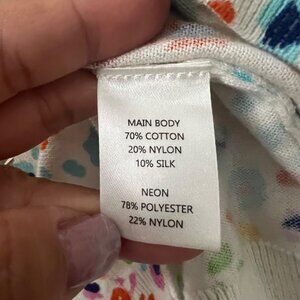 MAIN BODY
70% COTTON
20% NYLON
10% SILK
NEON
78% POLYESTER
22% NYLON